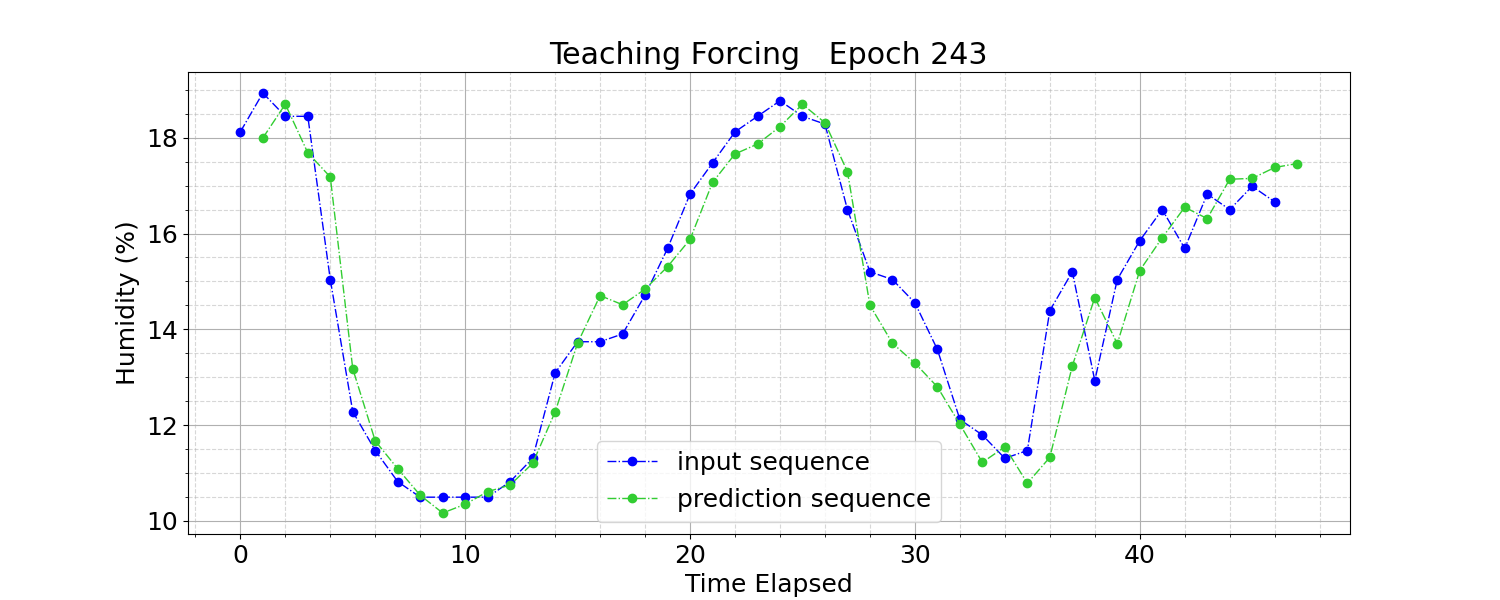 Teaching Forcing   Epoch 243
Humidity (%)
18
16
14
12
10
input sequence
prediction sequence
0 10 20 30 40
Time Elapsed